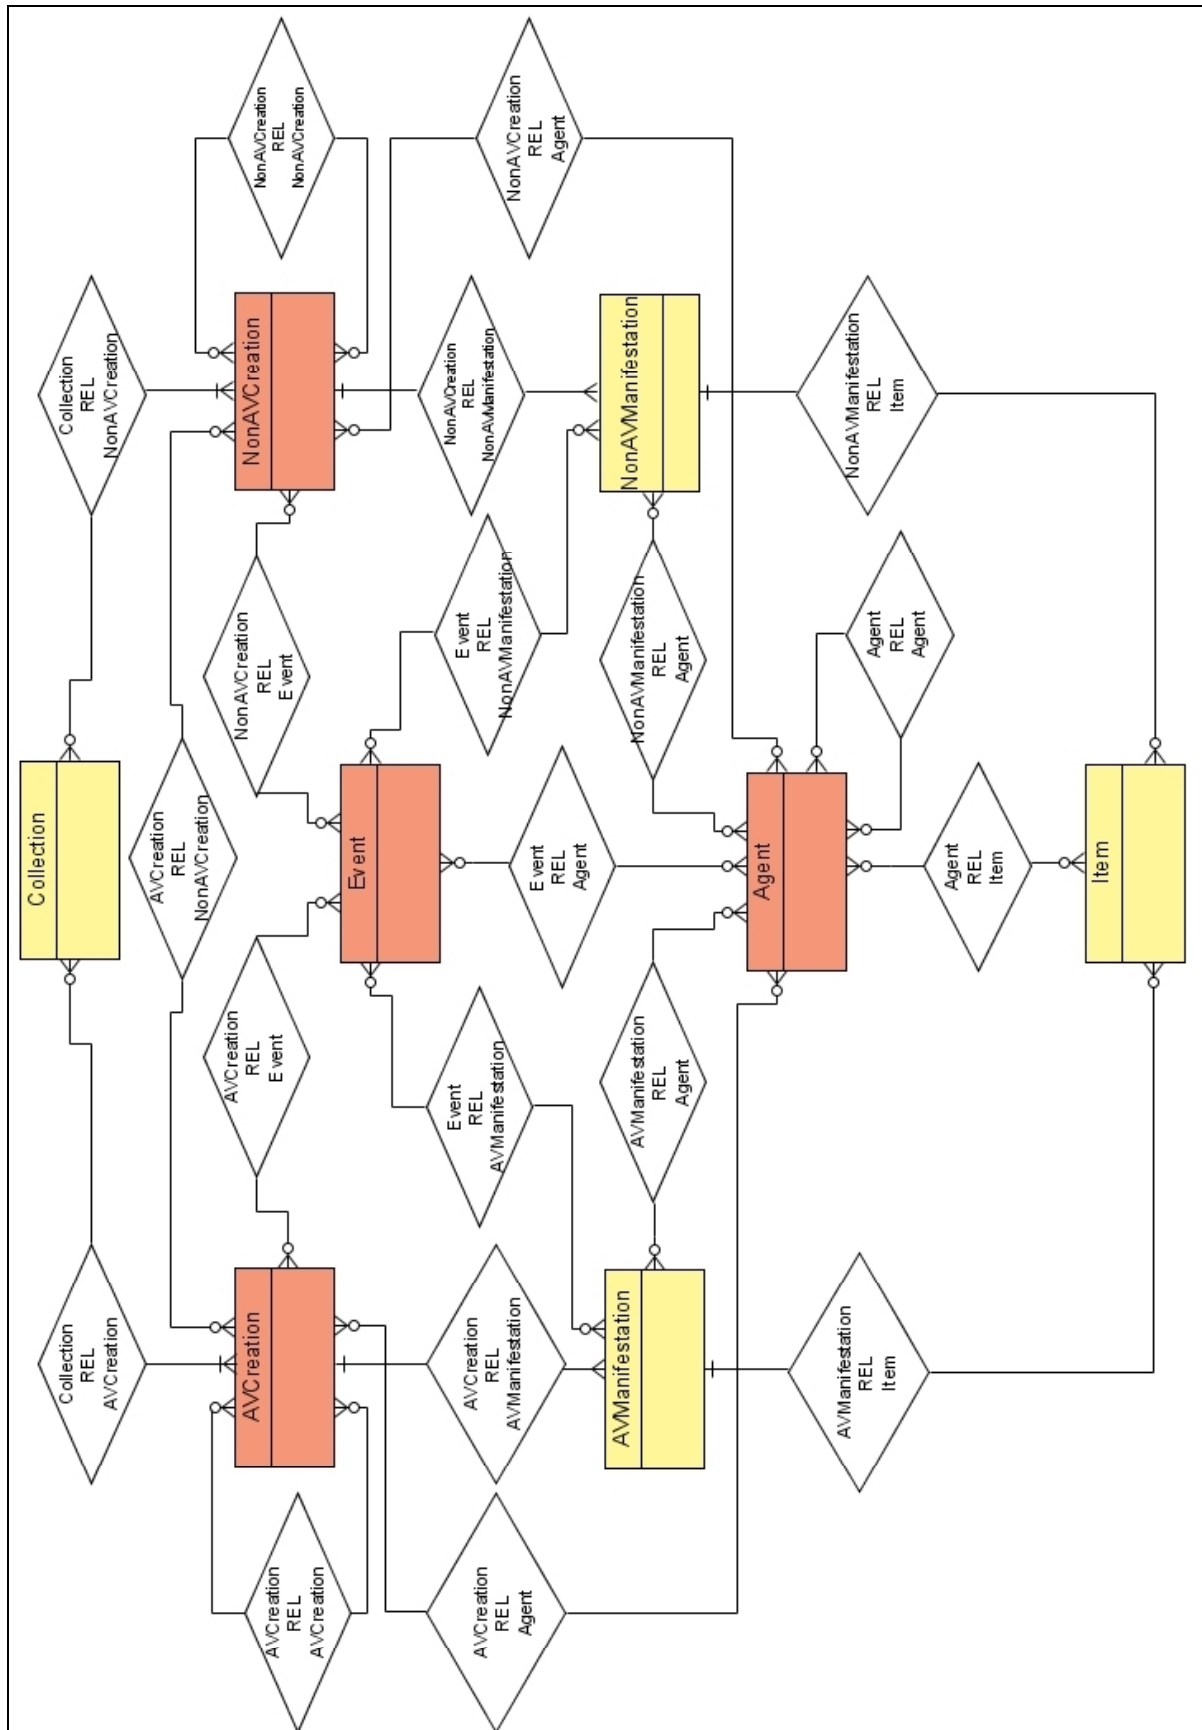 Collection
Collection
REL
AVCreation
Collection
REL
NonAVCreation
AVCreation
REL
NonAVCreation
AVCreation
REL
AVCreation
AVCreation
AVCreation
REL
Event
NonAVCreation
REL
Event
NonAVCreation
NonAVCreation
REL
NonAVCreation
Event
AVCreation
REL
Agent
AVCreation
REL
AVManifestation
Event
REL
AVManifestation
Event
REL
Agent
Event
REL
NonAVManifestation
NonAVCreation
REL
NonAVManifestation
NonAVCreation
REL
Agent
AVManifestation
AVManifestation
REL
Agent
NonAVManifestation
REL
Agent
NonAVManifestation
Agent
AVManifestation
REL
Item
Agent
REL
Item
Agent
REL
Agent
NonAVManifestation
REL
Item
Item